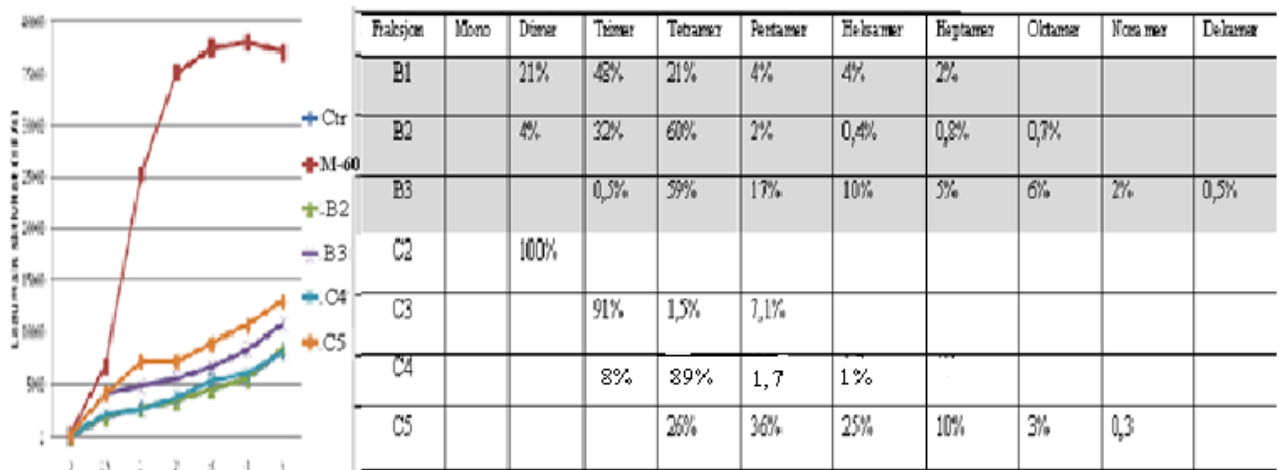 Fraksjon Mono Dimer Trimer Tetramer Pentamer Heksamer Heptamer Oktamer Nonamer Dekamer
B1 21% 48% 21% 4% 4% 2%
B2 4% 32% 60% 2% 0,4% 0,8% 0,7%
B3 0,5% 59% 17% 10% 5% 6% 2% 0,5%
C2 100%
C3 91% 1,5% 7,1%
C4 8% 89% 1,7 1%
C5 26% 36% 25% 10% 3% 0,3
Ctr
M-60
.B2
B3
.C4
.C5